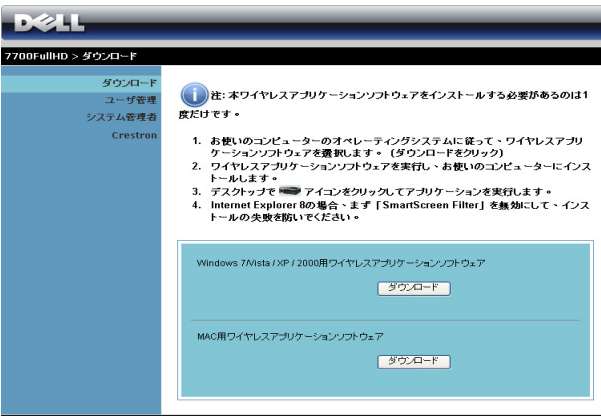 DELL
7700FullHD > ダウンロード
ダウンロード
ユーザ管理
システム管理者
Crestron
注: 本ワイヤレスアプリケーションソフトウェアをインストールする必要があるのは1
度だけです。
1. お使いのコンピューターのオペレーティングシステムに従って、ワイヤレスアプリ
ケーションソフトウェアを選択します。 (ダウンロードをクリック)
2. ワイヤレスアプリケーションソフトウェアを実行し、お使いのコンピューターにインス
トールします。
3. デスクトップで アイコンをクリックしてアプリケーションを実行します。
4. Internet Explorer 8の場合、まず「SmartScreen Filter」を無効にして、インス
トールの失敗を防いでください。
Windows 7/Vista / XP / 2000用ワイヤレスアプリケーションソフトウェア
ダウンロード
MAC用ワイヤレスアプリケーションソフトウェア
ダウンロード